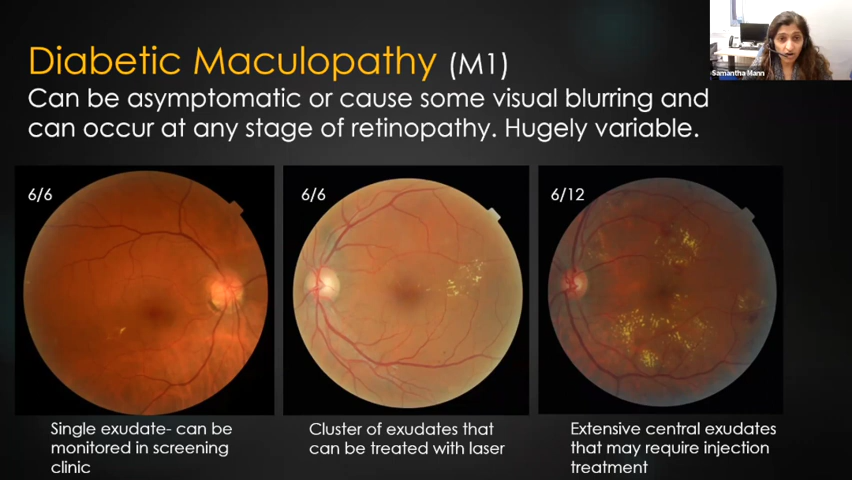 Samantha Mann
Diabetic Maculopathy (M1)
Can be asymptomatic or cause some visual blurring and
can occur at any stage of retinopathy. Hugely variable.
6/6
6/6
6/12
Single exudate- can be
monitored in screening
clinic
Cluster of exudates that
can be treated with laser
Extensive central exudates
that may require injection
treatment